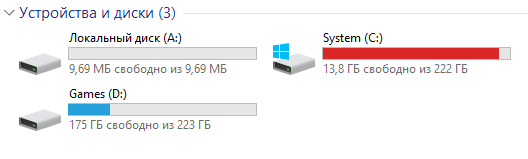 Устройства и диски (3)
Локальный диск (A:)
9,69 МБ свободно из 9,69 МБ
System (C:)
13,8 ГБ свободно из 222 ГБ
Games (D:)
175 ГБ свободно из 223 ГБ